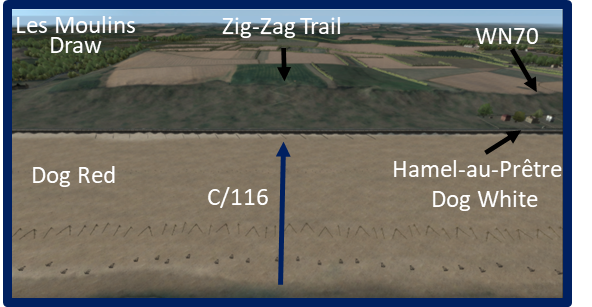 Les Moulins
Draw
Zig-Zag Trail
WN70
Dog Red
C/116
Hamel-au-Prêtre
Dog White